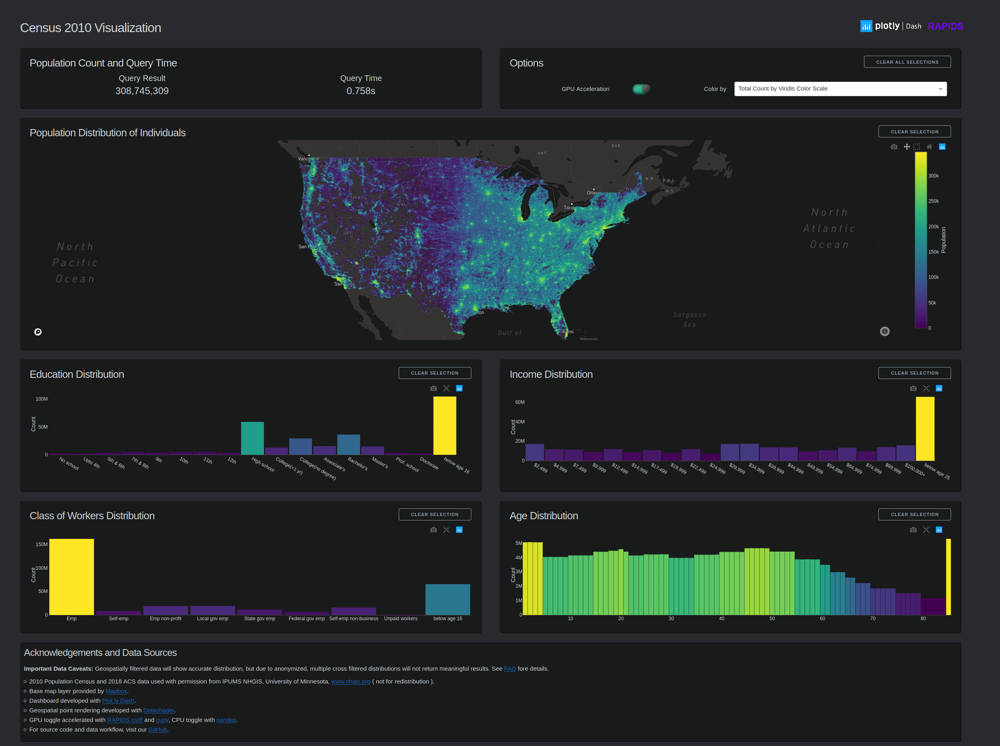 Census 2010 Visualization
plotly | Dash RAPIDS
Population Count and Query Time
Query Result
308,745,309
Query Time
0.758s
Options
CLEAR ALL SELECTIONS
GPU Acceleration
Color by
Total Count by Viridis Color Scale
Population Distribution of Individuals
CLEAR SELECTION
QUE.
ONT.
N.B.
P.E.I.
N.S.
Ottawa
IDAHO
NEV.
North
Pacific
Ocean
North
Atlantic
Ocean
Sargasso
Sea
Gulf of
Miami
Bahamas
300k
250k
200k
150k
100k
50k
0
Population
Education Distribution
CLEAR SELECTION
Count
100M
50M
0
No school
Upto 4th
5th & 6th
7th & 8th
9th
10th
11th
12th
High school
College(<1 yr)
College(no degree)
Associate's
Bachelor's
Master's
Prof. school
Doctorate
below age 16
Income Distribution
CLEAR SELECTION
Count
60M
40M
20M
0
$2,499
$4,999
$7,499
$9,999
$12,499
$14,999
$17,499
$19,999
$22,499
$24,999
$29,999
$34,999
$39,999
$44,999
$49,999
$54,999
$64,999
$74,999
$99,999
$100,000+
below age 25
Class of Workers Distribution
CLEAR SELECTION
Count
150M
100M
50M
0
Emp
Self-emp
Emp non-profit
Local gov emp
State gov emp
Federal gov emp
Self-emp non-business
Unpaid workers
below age 16
Age Distribution
CLEAR SELECTION
Count
5M
4M
3M
2M
1M
0
10
20
30
40
50
60
70
80
Acknowledgements and Data Sources
Important Data Caveats: Geospatially filtered data will show accurate distribution, but due to anonymized, multiple cross filtered distributions will not return meaningful results. See FAQ fore details.
2010 Population Census and 2018 ACS data used with permission from IPUMS NHGIS, University of Minnesota, www.nhgis.org ( not for redistribution ).
Base map layer provided by Mapbox.
Dashboard developed with Plot.ly Dash.
Geospatial point rendering developed with Datashader.
GPU toggle accelerated with RAPIDS cudf and cupy, CPU toggle with pandas.
For source code and data workflow, visit our GitHub.